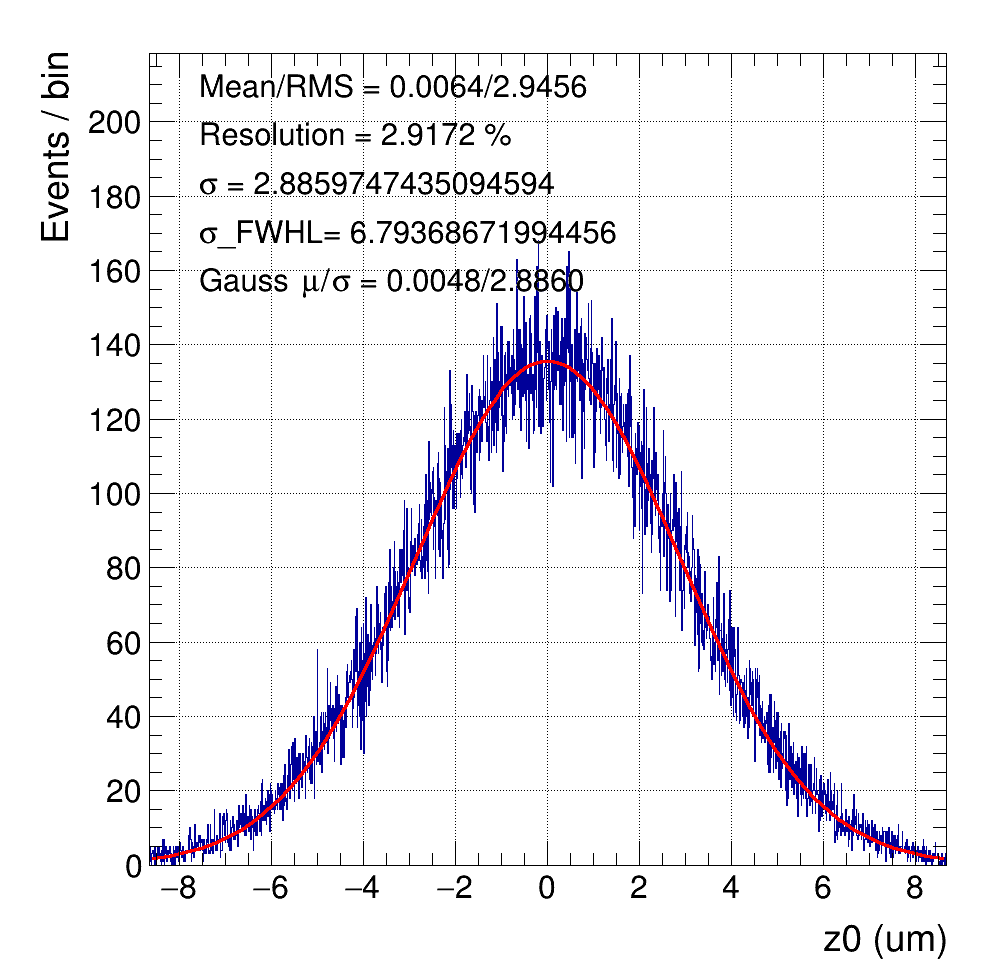 Events / bin
Mean/RMS = 0.0064/2.9456
Resolution = 2.9172 %
σ = 2.8859747435094594
σ_FWHL= 6.79368671994456
Gauss μ/σ = 0.0048/2.8860
200
180
160
140
120
100
80
60
40
20
0
−8 −6 −4 −2 0 2 4 6 8
z0 (um)